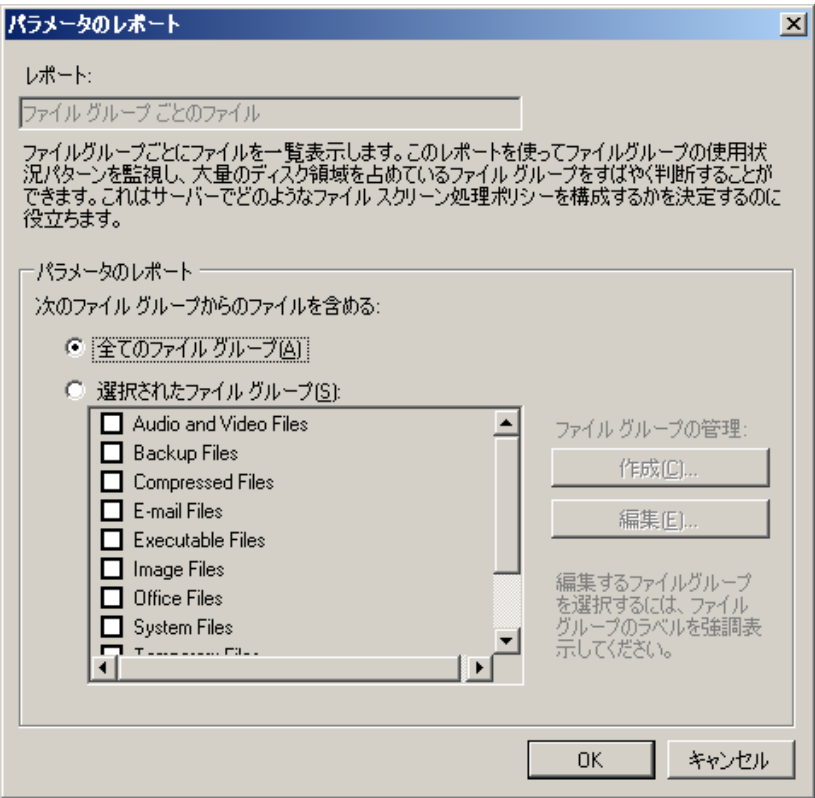 パラメータのレポート
レポート:
ファイル グループ ごとのファイル
ファイルグループごとにファイルを一覧表示します。このレポートを使ってファイルグループの使用状
況パターンを監視し、大量のディスク領域を占めているファイル グループをすばやく判断することが
できます。これはサーバーでどのようなファイル スクリーン処理ポリシーを構成するかを決定するのに
役立ちます。
パラメータのレポート
次のファイル グループからのファイルを含める:
全てのファイル グループ(A)
選択されたファイル グループ(S):
Audio and Video Files
Backup Files
Compressed Files
E-mail Files
Executable Files
Image Files
Office Files
System Files
Temporary Files
ファイル グループの管理:
作成(C)...
編集(E)...
編集するファイルグループ
を選択するには、ファイル
グループのラベルを強調表
示してください。
OK
キャンセル